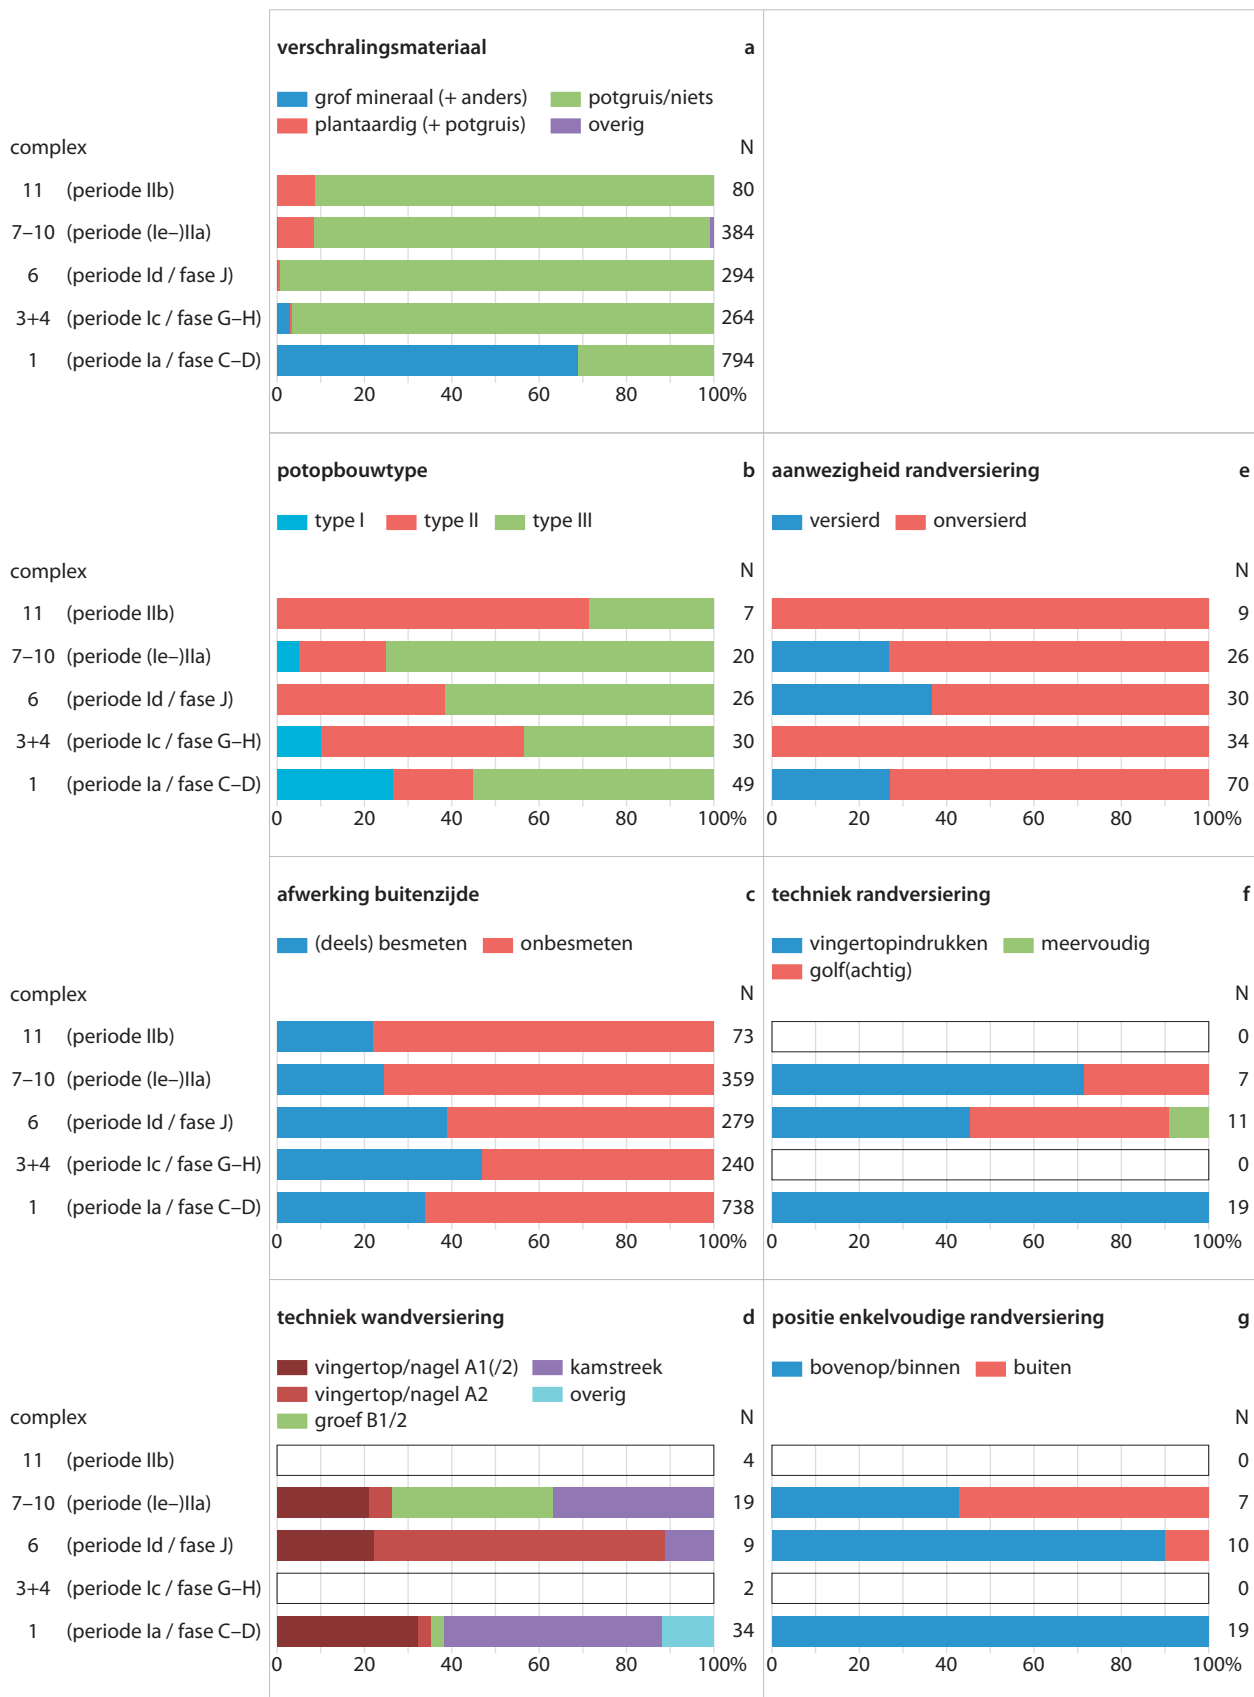 verschralingsmateriaal a
grof mineraal (+ anders) potgruis/niets
plantaardig (+ potgruis) overig
complex N
11 (periode IIb) 80
7–10 (periode (Ie–)IIa) 384
6 (periode Id / fase J) 294
3+4 (periode Ic / fase G–H) 264
1 (periode Ia / fase C–D) 794
0 20 40 60 80 100%
potopbouwtype b
type I type II type III
aanwezigheid randversiering e
versierd onversierd
complex N N
11 (periode IIb) 7 9
7–10 (periode (Ie–)IIa) 20 26
6 (periode Id / fase J) 26 30
3+4 (periode Ic / fase G–H) 30 34
1 (periode Ia / fase C–D) 49 70
0 20 40 60 80 100% 0 20 40 60 80 100%
afwerking buitenzijde c
(deels) besmeten onbesmeten
techniek randversiering f
vingertopindrukken meervoudig
golf(achtig)
complex N N
11 (periode IIb) 73 0
7–10 (periode (Ie–)IIa) 359 7
6 (periode Id / fase J) 279 11
3+4 (periode Ic / fase G–H) 240 0
1 (periode Ia / fase C–D) 738 19
0 20 40 60 80 100% 0 20 40 60 80 100%
techniek wandversiering d
vingertop/nagel A1(/2) kamstreek
vingertop/nagel A2 overig
groef B1/2
positie enkelvoudige randversiering g
bovenop/binnen buiten
complex N N
11 (periode IIb) 4 0
7–10 (periode (Ie–)IIa) 19 7
6 (periode Id / fase J) 9 10
3+4 (periode Ic / fase G–H) 2 0
1 (periode Ia / fase C–D) 34 19
0 20 40 60 80 100% 0 20 40 60 80 100%